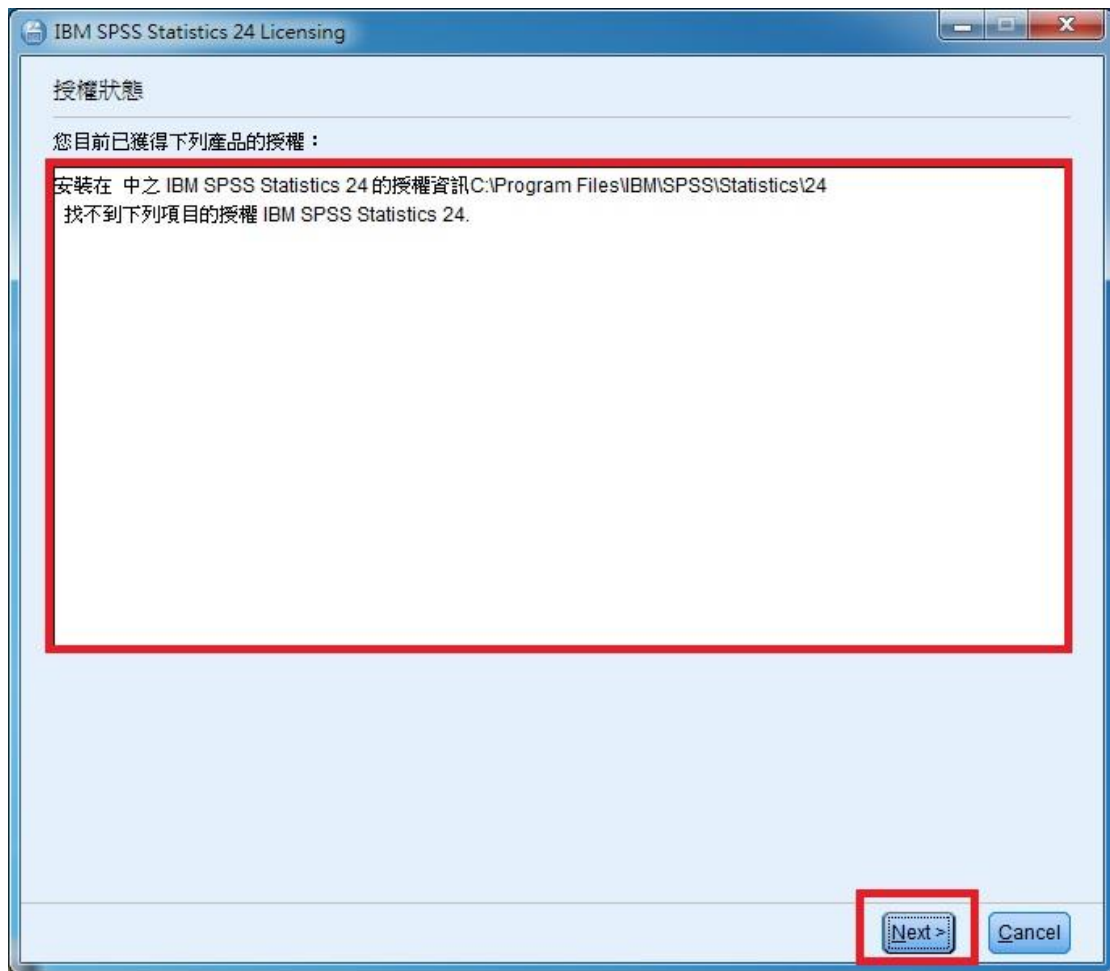 IBM SPSS Statistics 24 Licensing
授權狀態
您目前已獲得下列產品的授權：
安裝在 中之 IBM SPSS Statistics 24 的授權資訊C:\Program Files\IBM\SPSS\Statistics\24
找不到下列項目的授權 IBM SPSS Statistics 24.
Next >
Cancel